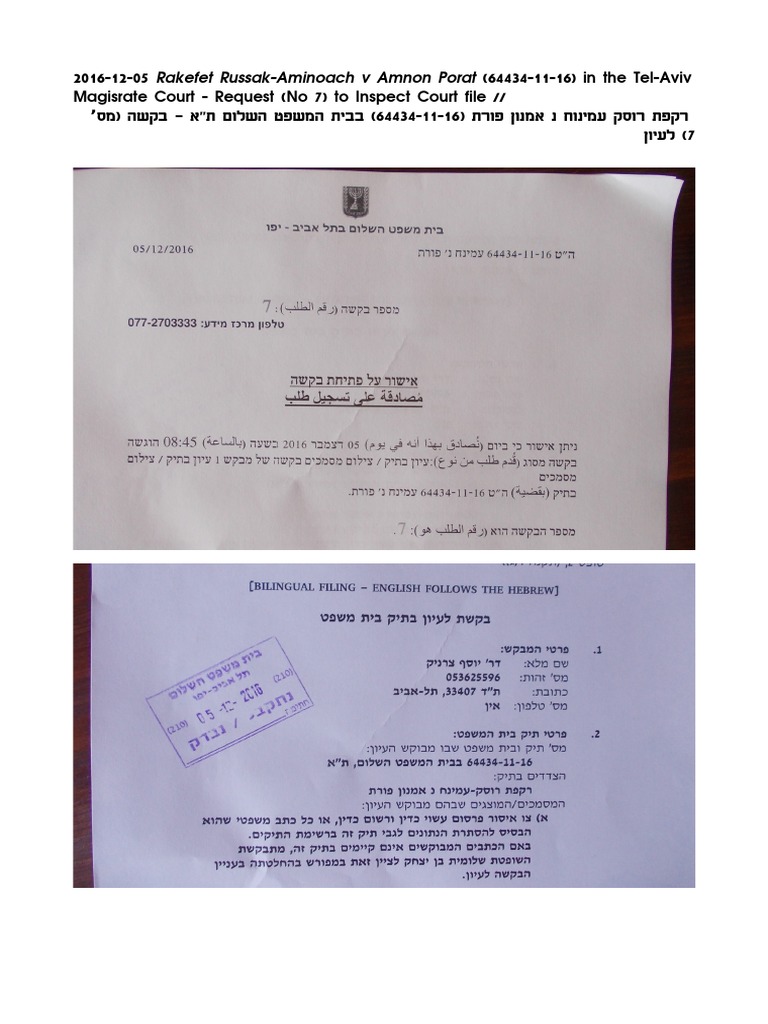 2016-12-05 Rakefet Russak-Aminoach v Amnon Porat (64434-11-16) in the Tel-Aviv
Magisrate Court - Request (No 7) to Inspect Court file //
רקפת רוסק עמינוח נ אמנון פורת (64434-11-16) בבית המשפט השלום ת"א – בקשה (מס'
7) לעיון
בית משפט השלום בתל אביב - יפו
ה"ט 64434-11-16 עמינח נ' פורת
05/12/2016
מספר בקשה (رقم الطلب): 7
טלפון מרכז מידע: 077-2703333
אישור על פתיחת בקשה
مُصادقة على تسجيل طلب
ניתן אישור כי ביום (نُصادق بهذا أنه في يوم) 05 דצמבר 2016 בשעה (بالساعة) 08:45 הוגשה
בקשה מסוג (قُدم طلب من نوع): עיון בתיק / צילום מסמכים בקשה של מבקש 1 עיון בתיק / צילום
מסמכים
בתיק (بقضية) ה"ט 64434-11-16 עמינח נ' פורת.
מספר הבקשה הוא (رقم الطلب هو): 7.
[BILINGUAL FILING – ENGLISH FOLLOWS THE HEBREW]
בקשת לעיון בתיק בית משפט
1. פרטי המבקש:
שם מלא: דר' יוסף צרניק
מס' זהות: 053625596
כתובת: ת"ד 33407, תל-אביב
מס' טלפון: אין
בית משפט השלום
תל אביב-יפו
(210) 05-12-2016
(210) נתקבל / נבדק
2. פרטי תיק בית המשפט:
מס' תיק ובית משפט שבו מבוקש העיון:
64434-11-16 בבית המשפט השלום, ת"א
הצדדים בתיק:
רקפת רוסק-עמינח נ אמנון פורת
המסמכים/המוצגים שבהם מבוקש העיון:
א) צו איסור פרסום עשוי כדין ורשום כדין, או כל כתב משפטי שהוא
הבסיס להסתרת הנתונים לגבי תיק זה ברשימת התיקים.
באם הכתבים המבוקשים אינם קיימים בתיק זה, מתבקשת
השופטת שלומית בן יצחק לציין זאת במפורש בהחלטתה בעניין
הבקשה לעיון.